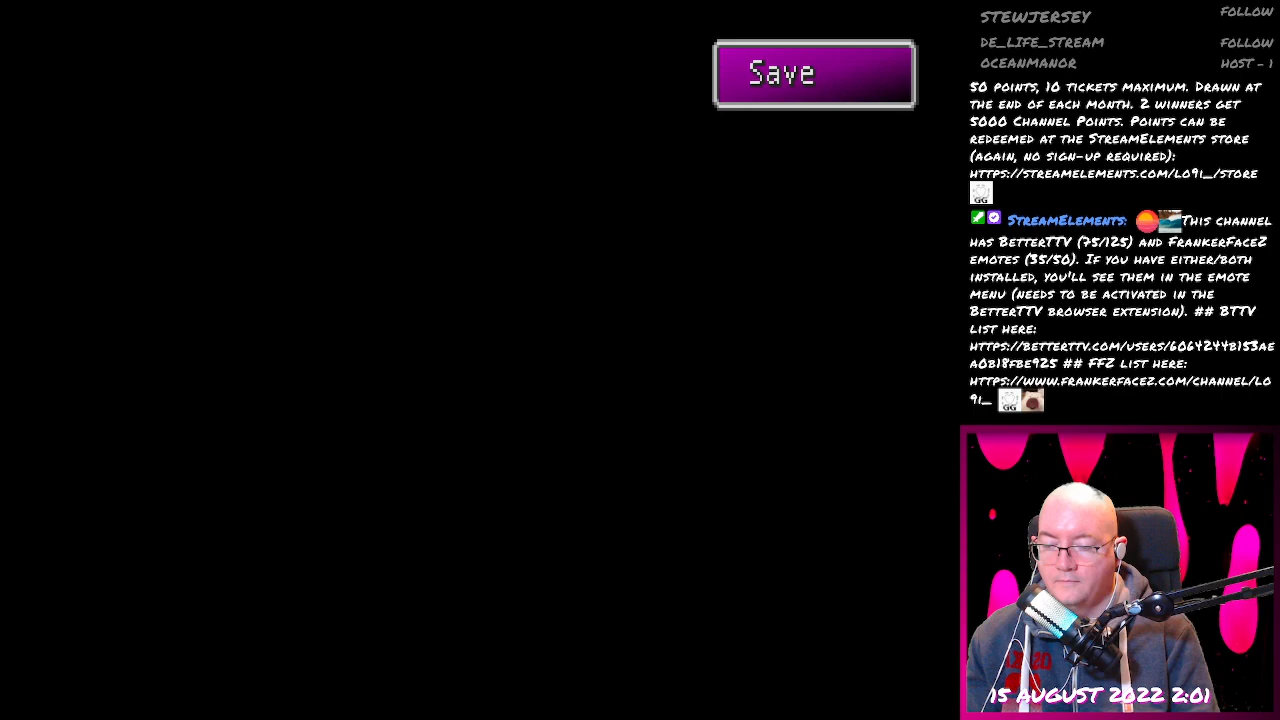 Save
STEWJERSEY FOLLOW
DE_LIFE_STREAM FOLLOW
OCEANMANOR HOST - 1
50 POINTS, 10 TICKETS MAXIMUM. DRAWN AT
THE END OF EACH MONTH. 2 WINNERS GET
5000 CHANNEL POINTS. POINTS CAN BE
REDEEMED AT THE STREAMELEMENTS STORE
(AGAIN, NO SIGN-UP REQUIRED):
HTTPS://STREAMELEMENTS.COM/LO91_/STORE
GG
STREAMELEMENTS: THIS CHANNEL
HAS BETTERTTV (75/125) AND FRANKERFACEZ
EMOTES (35/50). IF YOU HAVE EITHER/BOTH
INSTALLED, YOU'LL SEE THEM IN THE EMOTE
MENU (NEEDS TO BE ACTIVATED IN THE
BETTERTTV BROWSER EXTENSION). ## BTTV
LIST HERE:
HTTPS://BETTERTTV.COM/USERS/6064244B153AE
A0B18FBE925 ## FFZ LIST HERE:
HTTPS://WWW.FRANKERFACEZ.COM/CHANNEL/LO
91_ GG
15 AUGUST 2022 2:01